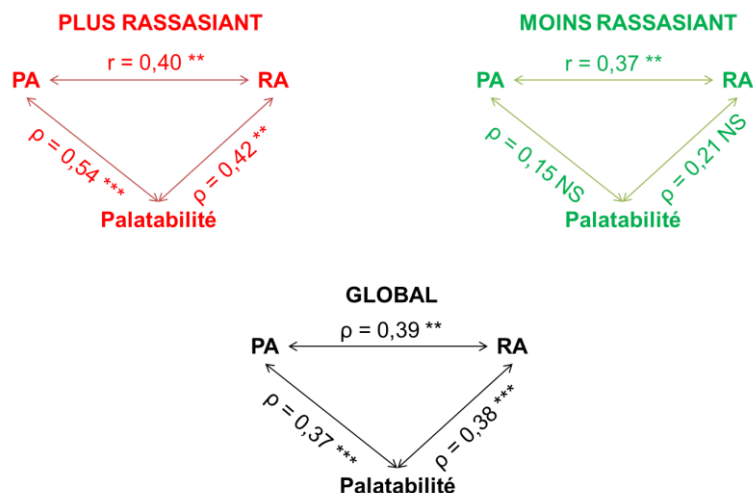 PLUS RASSASIANT
PA
r = 0,40 **
RA
ρ = 0,54 ***
ρ = 0,42 **
Palatabilité
MOINS RASSASIANT
PA
r = 0,37 **
RA
ρ = 0,15 NS
ρ = 0,21 NS
Palatabilité
GLOBAL
PA
ρ = 0,39 **
RA
ρ = 0,37 ***
ρ = 0,38 ***
Palatabilité